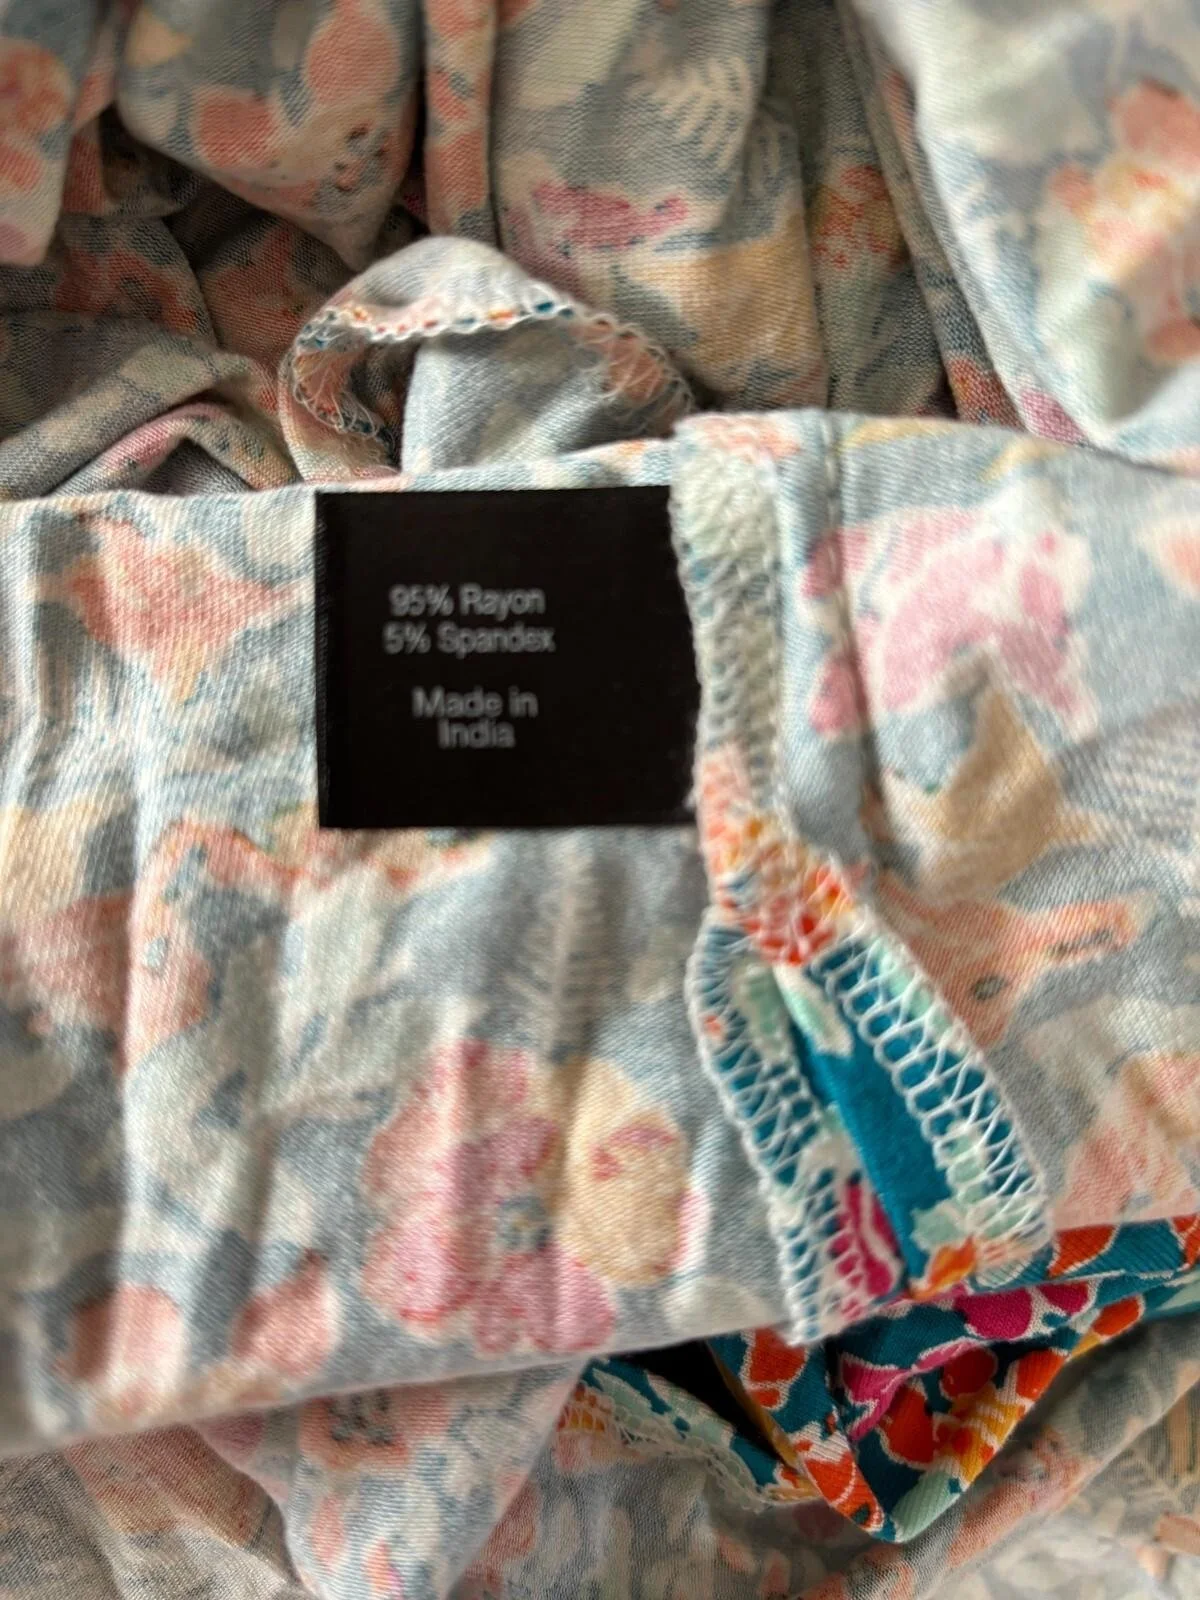 95% Rayon
5% Spandex
Made in
India